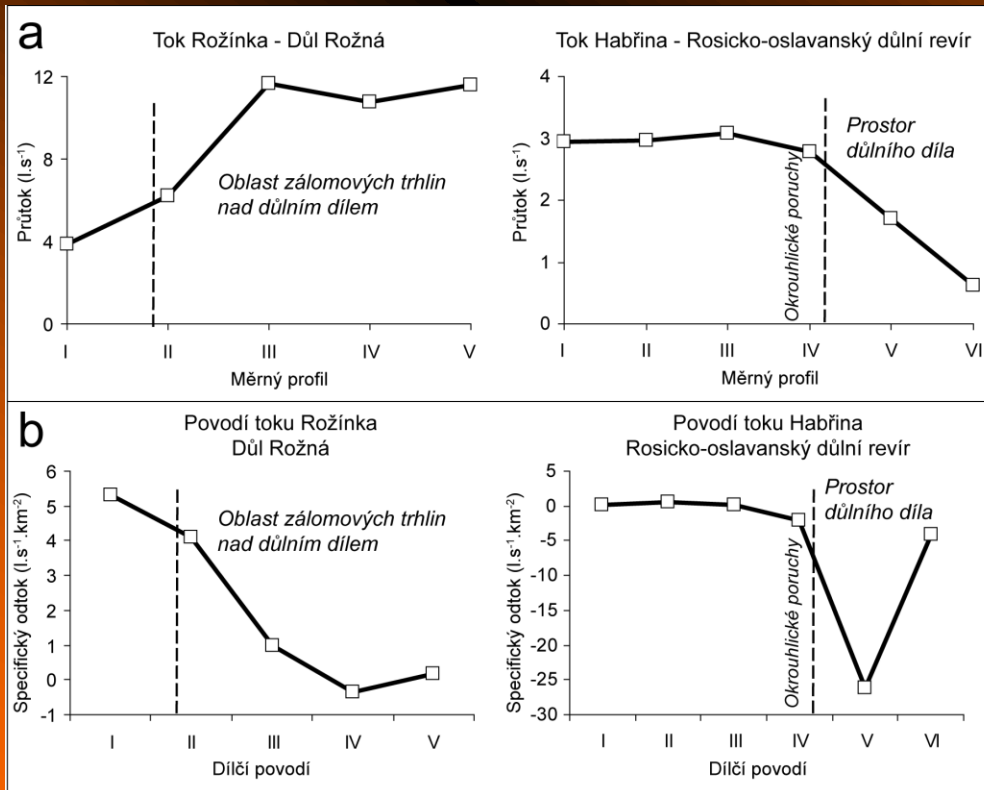 a
Tok Rožínka - Důl Rožná
Průtok (l.s-1)
12
8
4
0
Oblast zálomových trhlin
nad důlním dílem
I II III IV V
Měrný profil
Tok Habřina - Rosicko-oslavanský důlní revír
Průtok (l.s-1)
4
3
2
1
0
Okrouhlické poruchy
Prostor
důlního díla
I II III IV V VI
Měrný profil
b
Povodí toku Rožínka
Důl Rožná
Specifický odtok (l.s-1.km-2)
6
5
4
3
2
1
0
-1
Oblast zálomových trhlin
nad důlním dílem
I II III IV V
Dílčí povodí
Povodí toku Habřina
Rosicko-oslavanský důlní revír
Specifický odtok (l.s-1.km-2)
5
0
-5
-10
-15
-20
-25
-30
Okrouhlické poruchy
Prostor
důlního díla
I II III IV V VI
Dílčí povodí